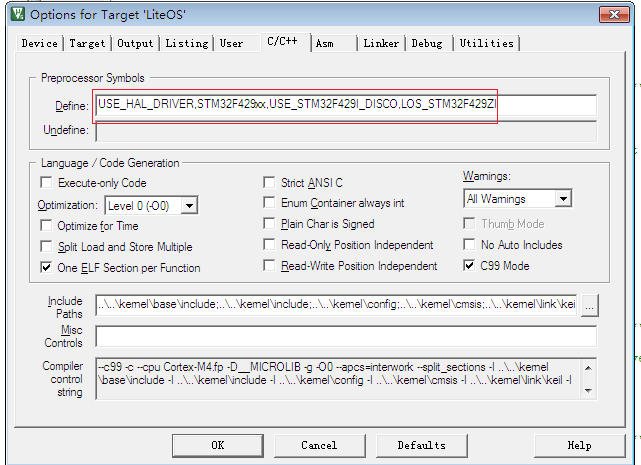 Options for Target 'LiteOS'
Device Target Output Listing User C/C++ Asm Linker Debug Utilities
Preprocessor Symbols
Define: USE_HAL_DRIVER,STM32F429xx,USE_STM32F429I_DISCO,LOS_STM32F429ZI
Undefine:
Language / Code Generation
Execute-only Code
Optimization: Level 0 (-O0)
Optimize for Time
Split Load and Store Multiple
One ELF Section per Function
Strict ANSI C
Enum Container always int
Plain Char is Signed
Read-Only Position Independent
Read-Write Position Independent
Warnings:
All Warnings
Thumb Mode
No Auto Includes
C99 Mode
Include Paths
..\..\kernel\base\include;..\..\kernel\include;..\..\kernel\config;..\..\kernel\cmsis;..\..\kernel\link\kei
...
Misc Controls
Compiler control string
--c99 -c --cpu Cortex-M4.fp -D__MICROLIB -g -O0 --apcs=interwork --split_sections -I ..\..\kernel
\base\include -I ..\..\kernel\include -I ..\..\kernel\config -I ..\..\kernel\cmsis -I ..\..\kernel\link\keil -I
OK Cancel Defaults Help